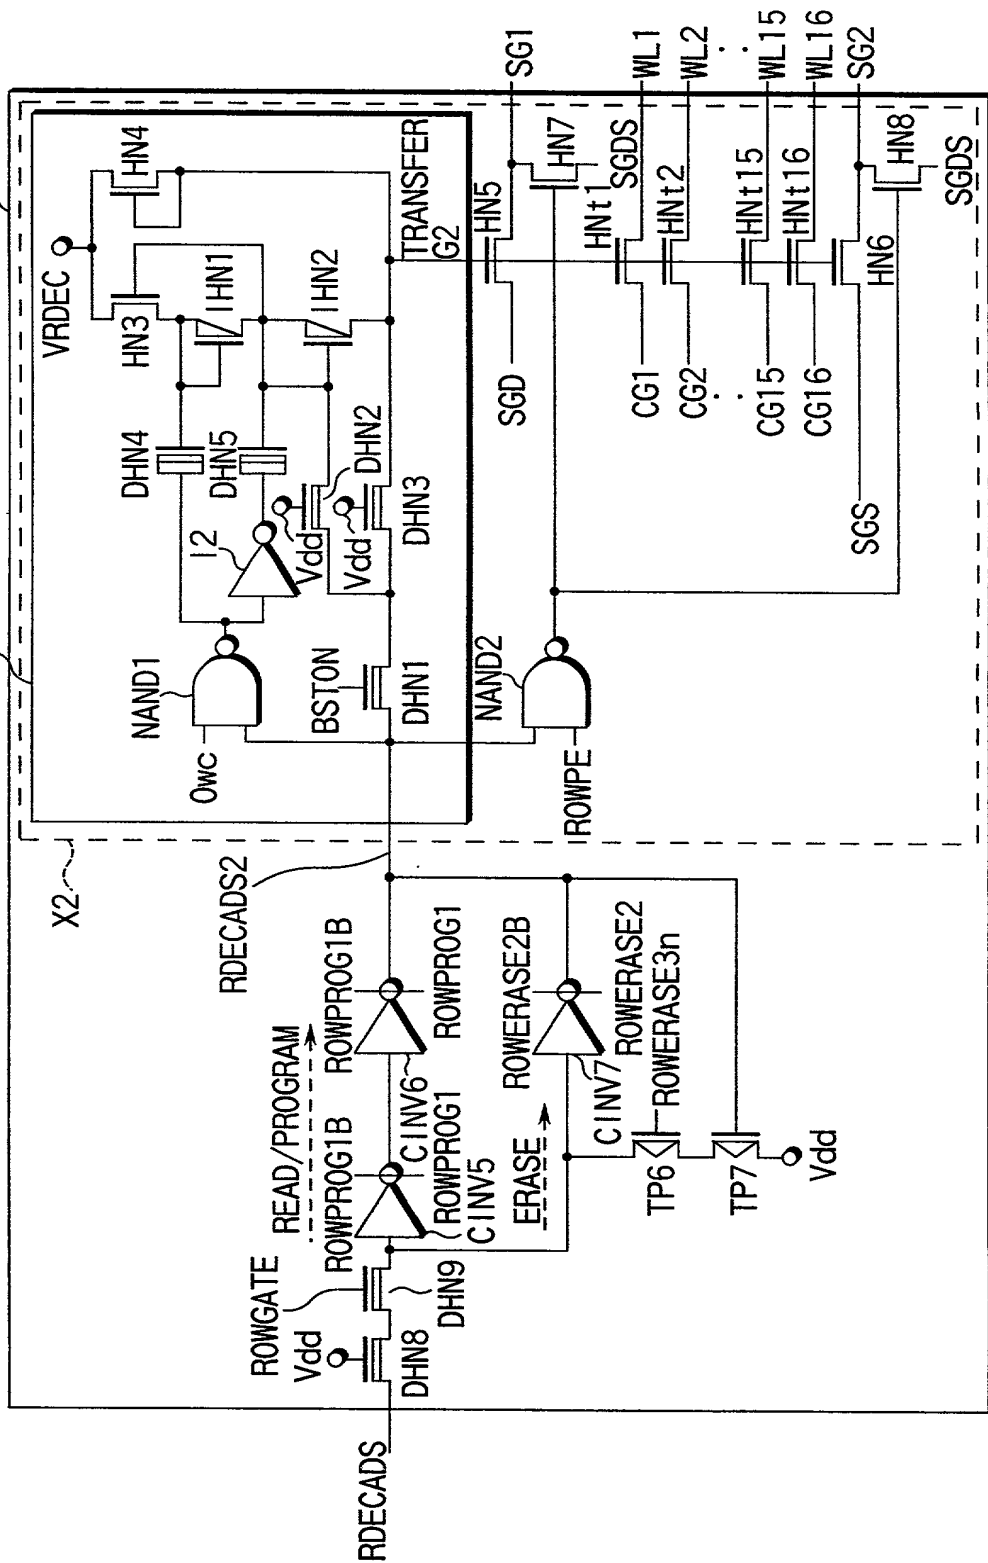 VRDEC
HN4
HN3
IHN1
IHN2
DHN4
DHN5
I2
NAND1
Owc
BSTON
DHN1
Vdd
DHN2
Vdd
DHN3
TRANSFER
G2
X2
RDECADS2
READ/PROGRAM
ROWPROG1B
ROWPROG1B
CINV6
ROWPROG1
ROWPROG1
CINV5
ROWGATE
Vdd
DHN9
DHN8
RDECADS
ERASE
ROWERASE2B
CINV7
ROWERASE2
ROWERASE3n
TP6
TP7
Vdd
NAND2
ROWPE
SGD
HN5
SG1
HN7
SGDS
HNt1
CG1
WL1
HNt2
CG2
WL2
HNt15
CG15
WL15
HNt16
CG16
WL16
SGS
HN6
SG2
HN8
SGDS